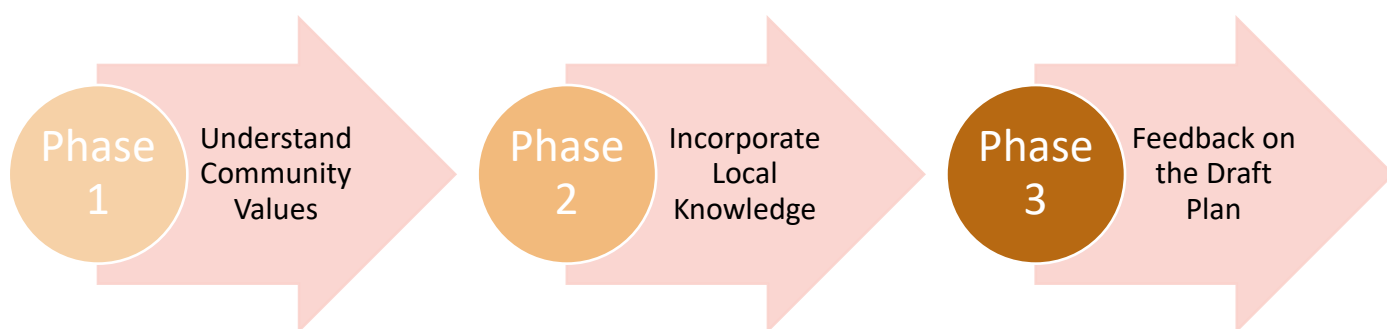 Phase
1
Understand
Community
Values
Phase
2
Incorporate
Local
Knowledge
Phase
3
Feedback on
the Draft
Plan